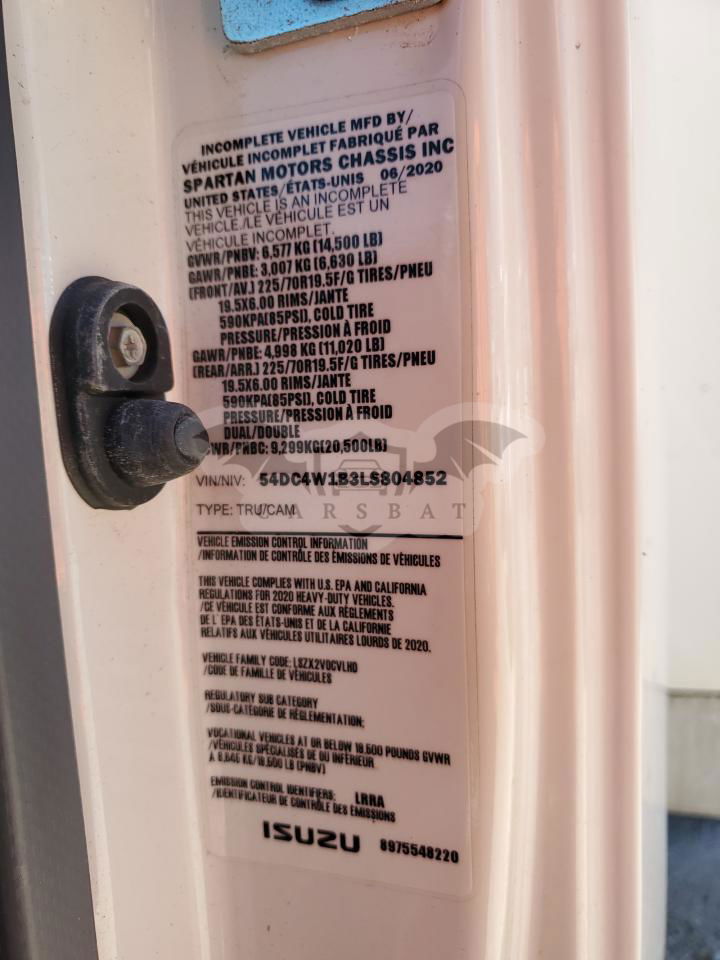 INCOMPLETE VEHICLE MFD BY/
VÉHICULE INCOMPLET FABRIQUÉ PAR
SPARTAN MOTORS CHASSIS INC
UNITED STATES/ÉTATS-UNIS 06/2020
THIS VEHICLE IS AN INCOMPLETE
VEHICLE./LE VÉHICULE EST UN
VÉHICULE INCOMPLET.
GVWR/PNBV: 6,577 KG (14,500 LB)
GAWR/PNBE: 3,007 KG (6,630 LB)
(FRONT/AV.) 225/70R19.5F/G TIRES/PNEU
19.5X6.00 RIMS/JANTE
590KPA(85PSI), COLD TIRE
PRESSURE/PRESSION À FROID
GAWR/PNBE: 4,998 KG (11,020 LB)
(REAR/ARR.) 225/70R19.5F/G TIRES/PNEU
19.5X6.00 RIMS/JANTE
590KPA(85PSI), COLD TIRE
PRESSURE/PRESSION À FROID
DUAL/DOUBLE
WR/PNBC: 9,299KG(20,500LB)
VIN/NIV: 54DC4W1B3LS804852
CARSBAT
TYPE: TRU/CAM
VEHICLE EMISSION CONTROL INFORMATION
/INFORMATION DE CONTRÔLE DES ÉMISSIONS DE VÉHICULES
THIS VEHICLE COMPLIES WITH U.S. EPA AND CALIFORNIA
REGULATIONS FOR 2020 HEAVY-DUTY VEHICLES.
/CE VÉHICULE EST CONFORME AUX RÈGLEMENTS
DE L'EPA DES ÉTATS-UNIS ET DE LA CALIFORNIE
RELATIFS AUX VÉHICULES UTILITAIRES LOURDS DE 2020.
VEHICLE FAMILY CODE: LSZX2VOCVLHD
/CODE DE FAMILLE DE VÉHICULES
REGULATORY SUB CATEGORY
/SOUS-CATÉGORIE DE RÉGLEMENTATION:
VOCATIONAL VEHICLES AT OR BELOW 19,500 POUNDS GVWR
/VÉHICULES SPÉCIALISÉS DE OU INFÉRIEUR
À 8,845 KG/19,500 LB (PNBV)
EMISSION CONTROL IDENTIFIERS: LRRA
/IDENTIFICATEUR DE CONTRÔLE DES ÉMISSIONS
ISUZU 8975548220